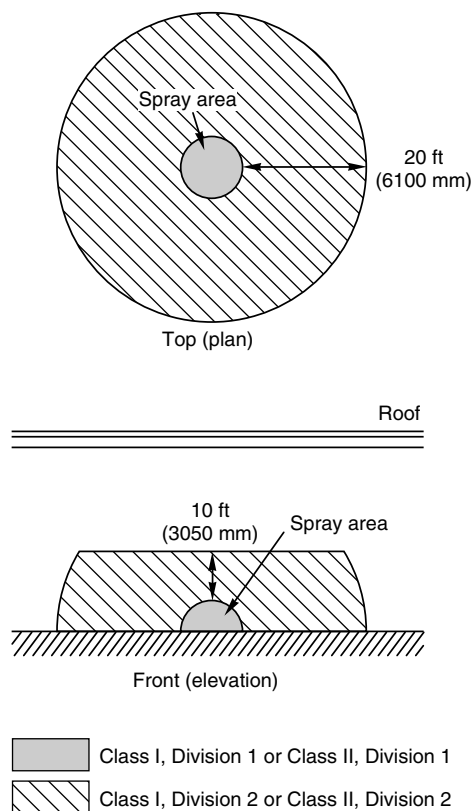 Spray area
20 ft
(6100 mm)
Top (plan)
Roof
10 ft
(3050 mm)
Spray area
Front (elevation)
Class I, Division 1 or Class II, Division 1
Class I, Division 2 or Class II, Division 2